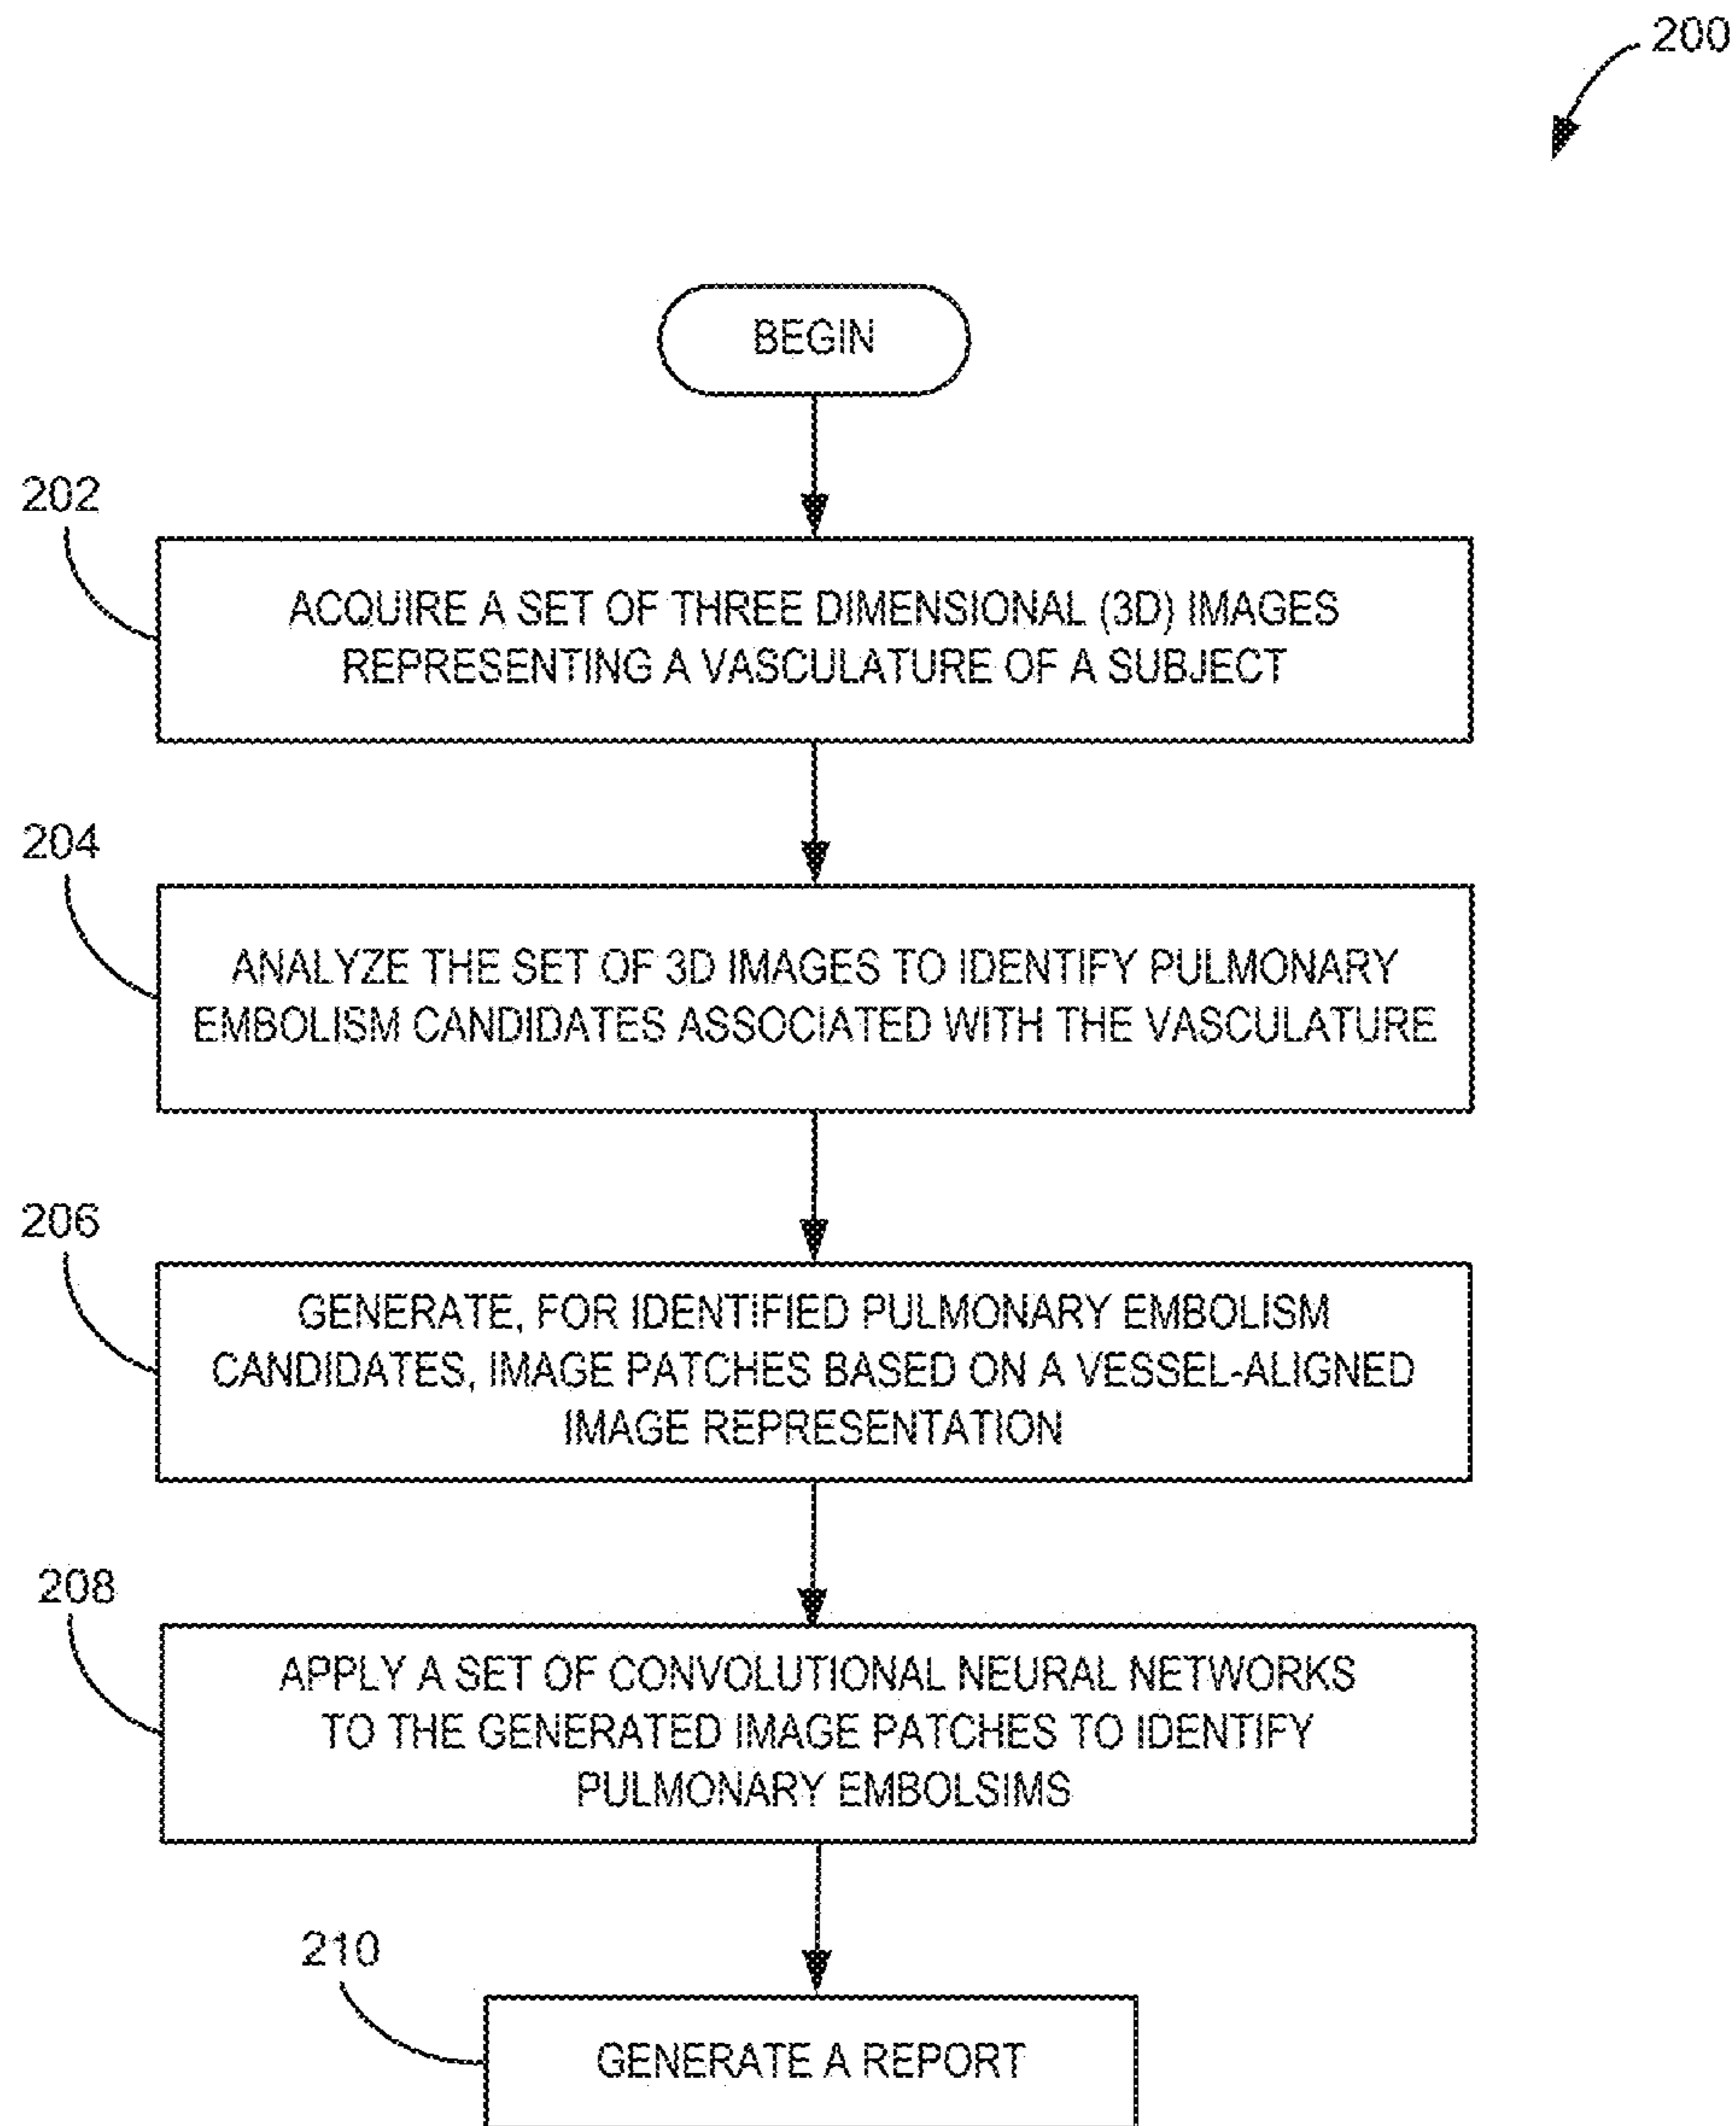 200
BEGIN
202
ACQUIRE A SET OF THREE DIMENSIONAL (3D) IMAGES
REPRESENTING A VASCULATURE OF A SUBJECT
204
ANALYZE THE SET OF 3D IMAGES TO IDENTIFY PULMONARY
EMBOLISM CANDIDATES ASSOCIATED WITH THE VASCULATURE
206
GENERATE, FOR IDENTIFIED PULMONARY EMBOLISM
CANDIDATES, IMAGE PATCHES BASED ON A VESSEL-ALIGNED
IMAGE REPRESENTATION
208
APPLY A SET OF CONVOLUTIONAL NEURAL NETWORKS
TO THE GENERATED IMAGE PATCHES TO IDENTIFY
PULMONARY EMBOLSIMS
210
GENERATE A REPORT